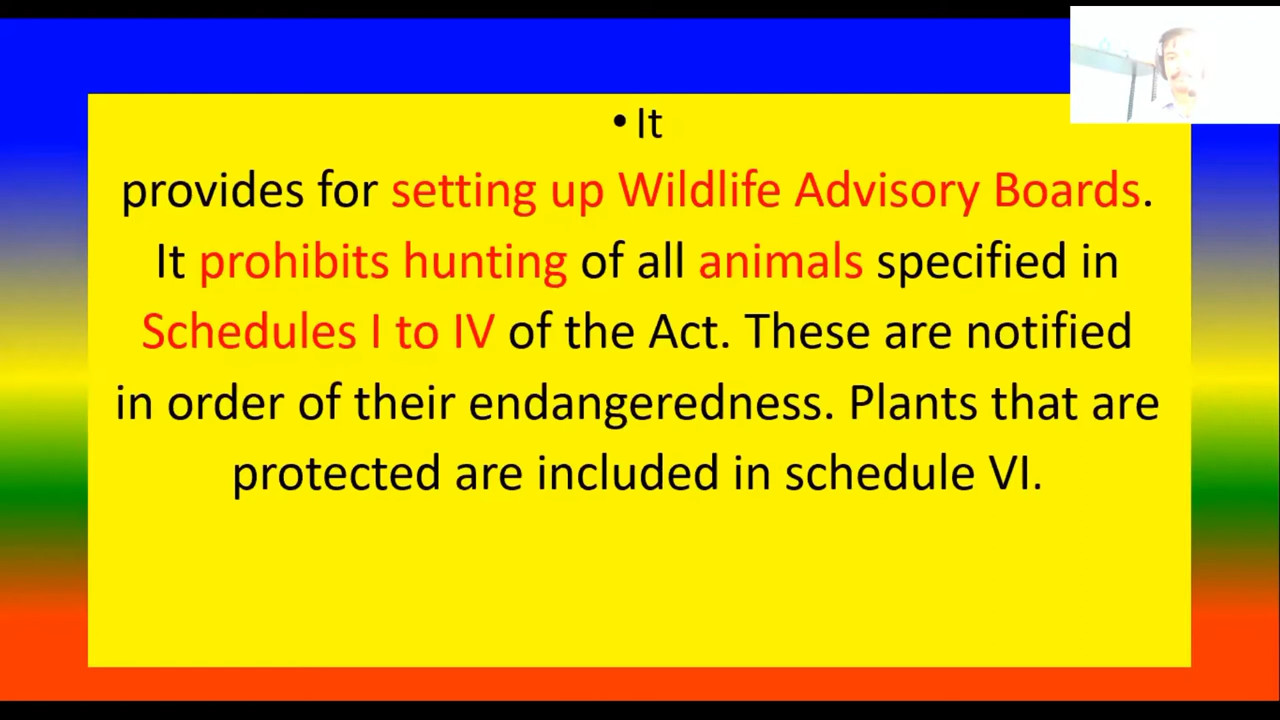 • It
provides for setting up Wildlife Advisory Boards.
It prohibits hunting of all animals specified in
Schedules I to IV of the Act. These are notified
in order of their endangeredness. Plants that are
protected are included in schedule VI.